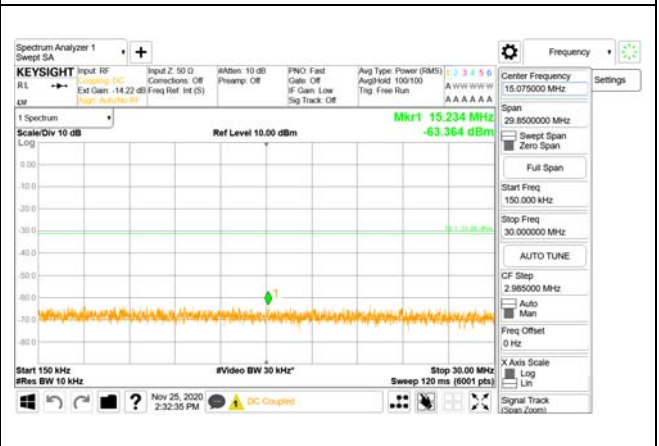 Spectrum Analyzer 1
Swept SA
+
Frequency
KEYSIGHT
RL
Input: RF
Coupling: DC
Ext Gain: -14.22 dB
Align: Auto/No RF
Input Z: 50 Ω
Corrections: Off
Freq Ref: Int (S)
#Atten: 10 dB
Preamp: Off
PNO: Fast
Gate: Off
IF Gain: Low
Sig Track: Off
Avg Type: Power (RMS)
Avg|Hold: 100/100
Trig: Free Run
1 2 3 4 5 6
A W W W W W
A A A A A A
Center Frequency
15.075000 MHz
Settings
1 Spectrum
Scale/Div 10 dB
Ref Level 10.00 dBm
Mkr1 15.234 MHz
-63.364 dBm
Span
29.8500000 MHz
Swept Span
Zero Span
Full Span
Start Freq
150.000 kHz
Stop Freq
30.000000 MHz
AUTO TUNE
CF Step
2.985000 MHz
Auto
Man
Freq Offset
0 Hz
X Axis Scale
Log
Lin
Signal Track
(Span Zoom)
Log
0.00
-10.0
-20.0
-30.0
-40.0
-50.0
-60.0
-70.0
-80.0
1
Start 150 kHz
#Res BW 10 kHz
#Video BW 30 kHz*
Stop 30.00 MHz
Sweep 120 ms (6001 pts)
?
Nov 25, 2020
2:32:35 PM
1
DC Coupled